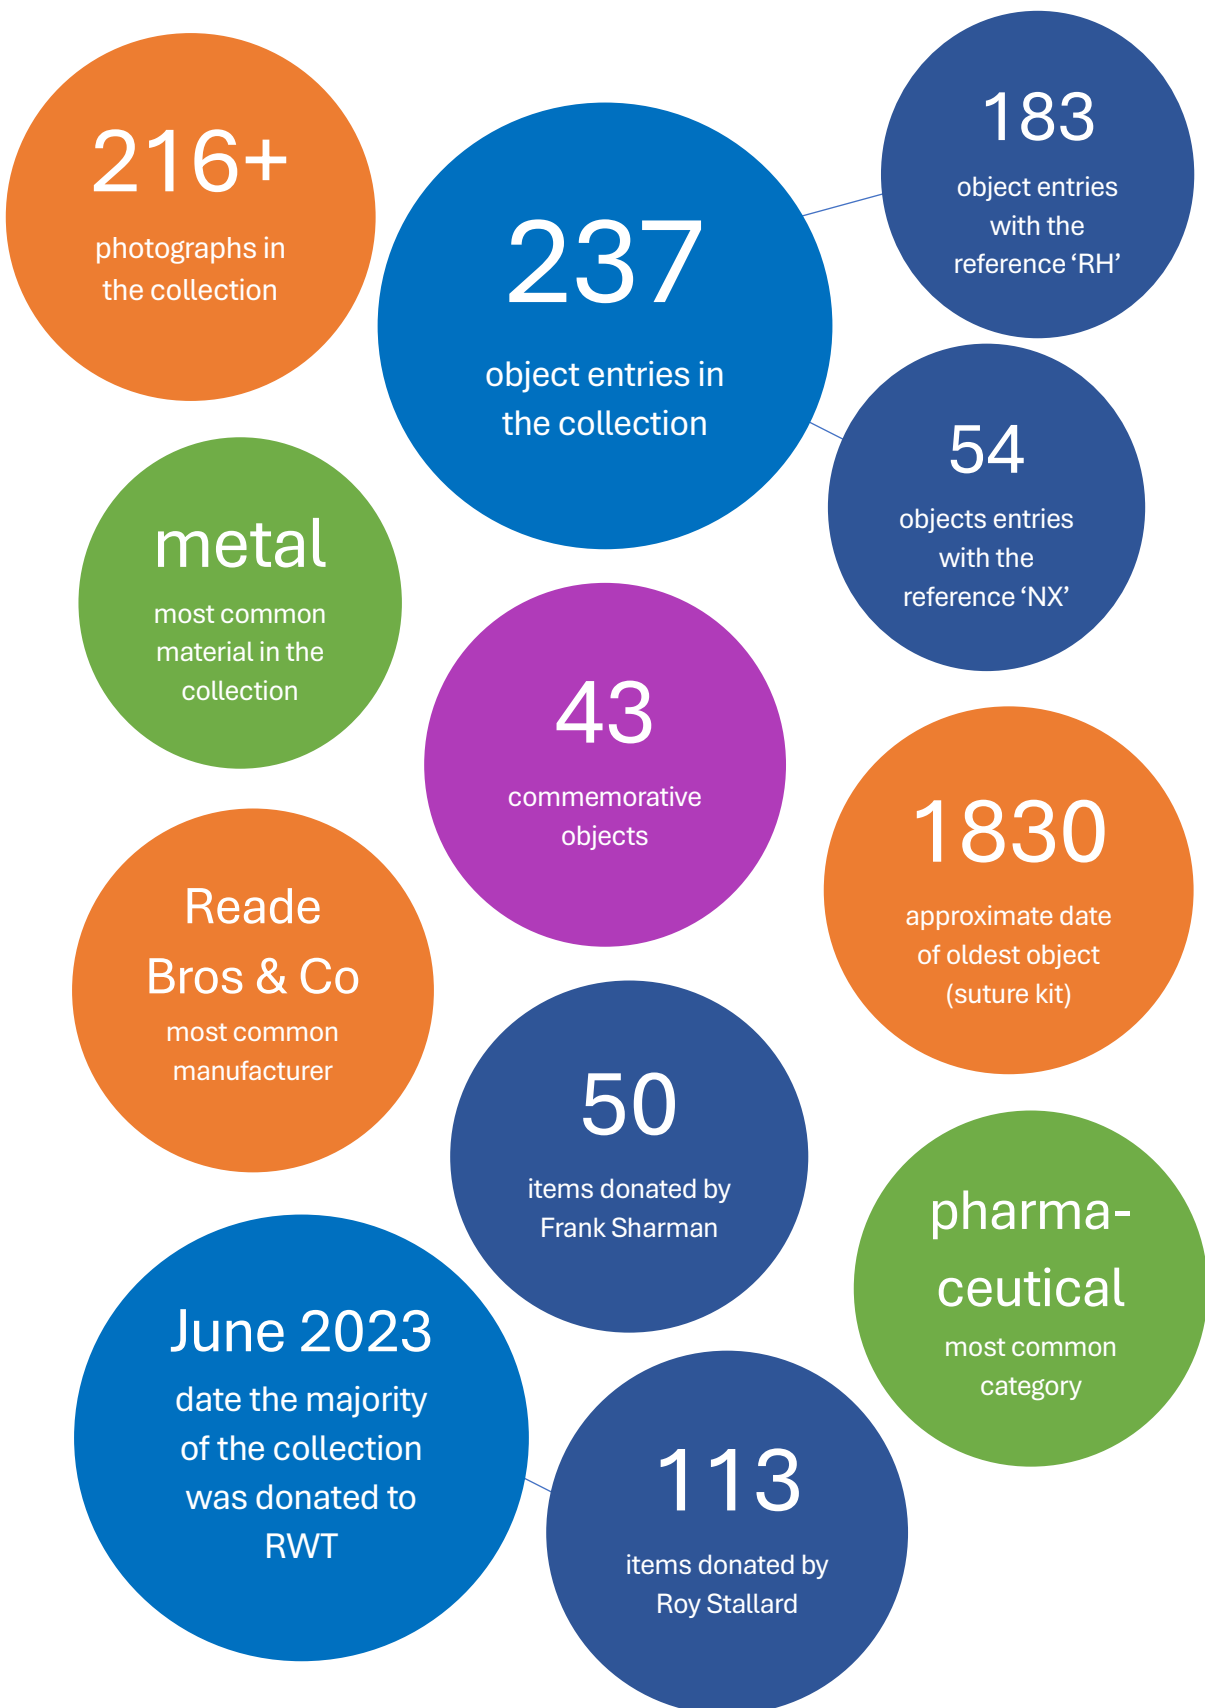 216+
photographs in
the collection
237
object entries in
the collection
183
object entries
with the
reference ‘RH’
54
objects entries
with the
reference ‘NX’
metal
most common
material in the
collection
43
commemorative
objects
1830
approximate date
of oldest object
(suture kit)
Reade
Bros & Co
most common
manufacturer
50
items donated by
Frank Sharman
pharma-
ceutical
most common
category
June 2023
date the majority
of the collection
was donated to
RWT
113
items donated by
Roy Stallard